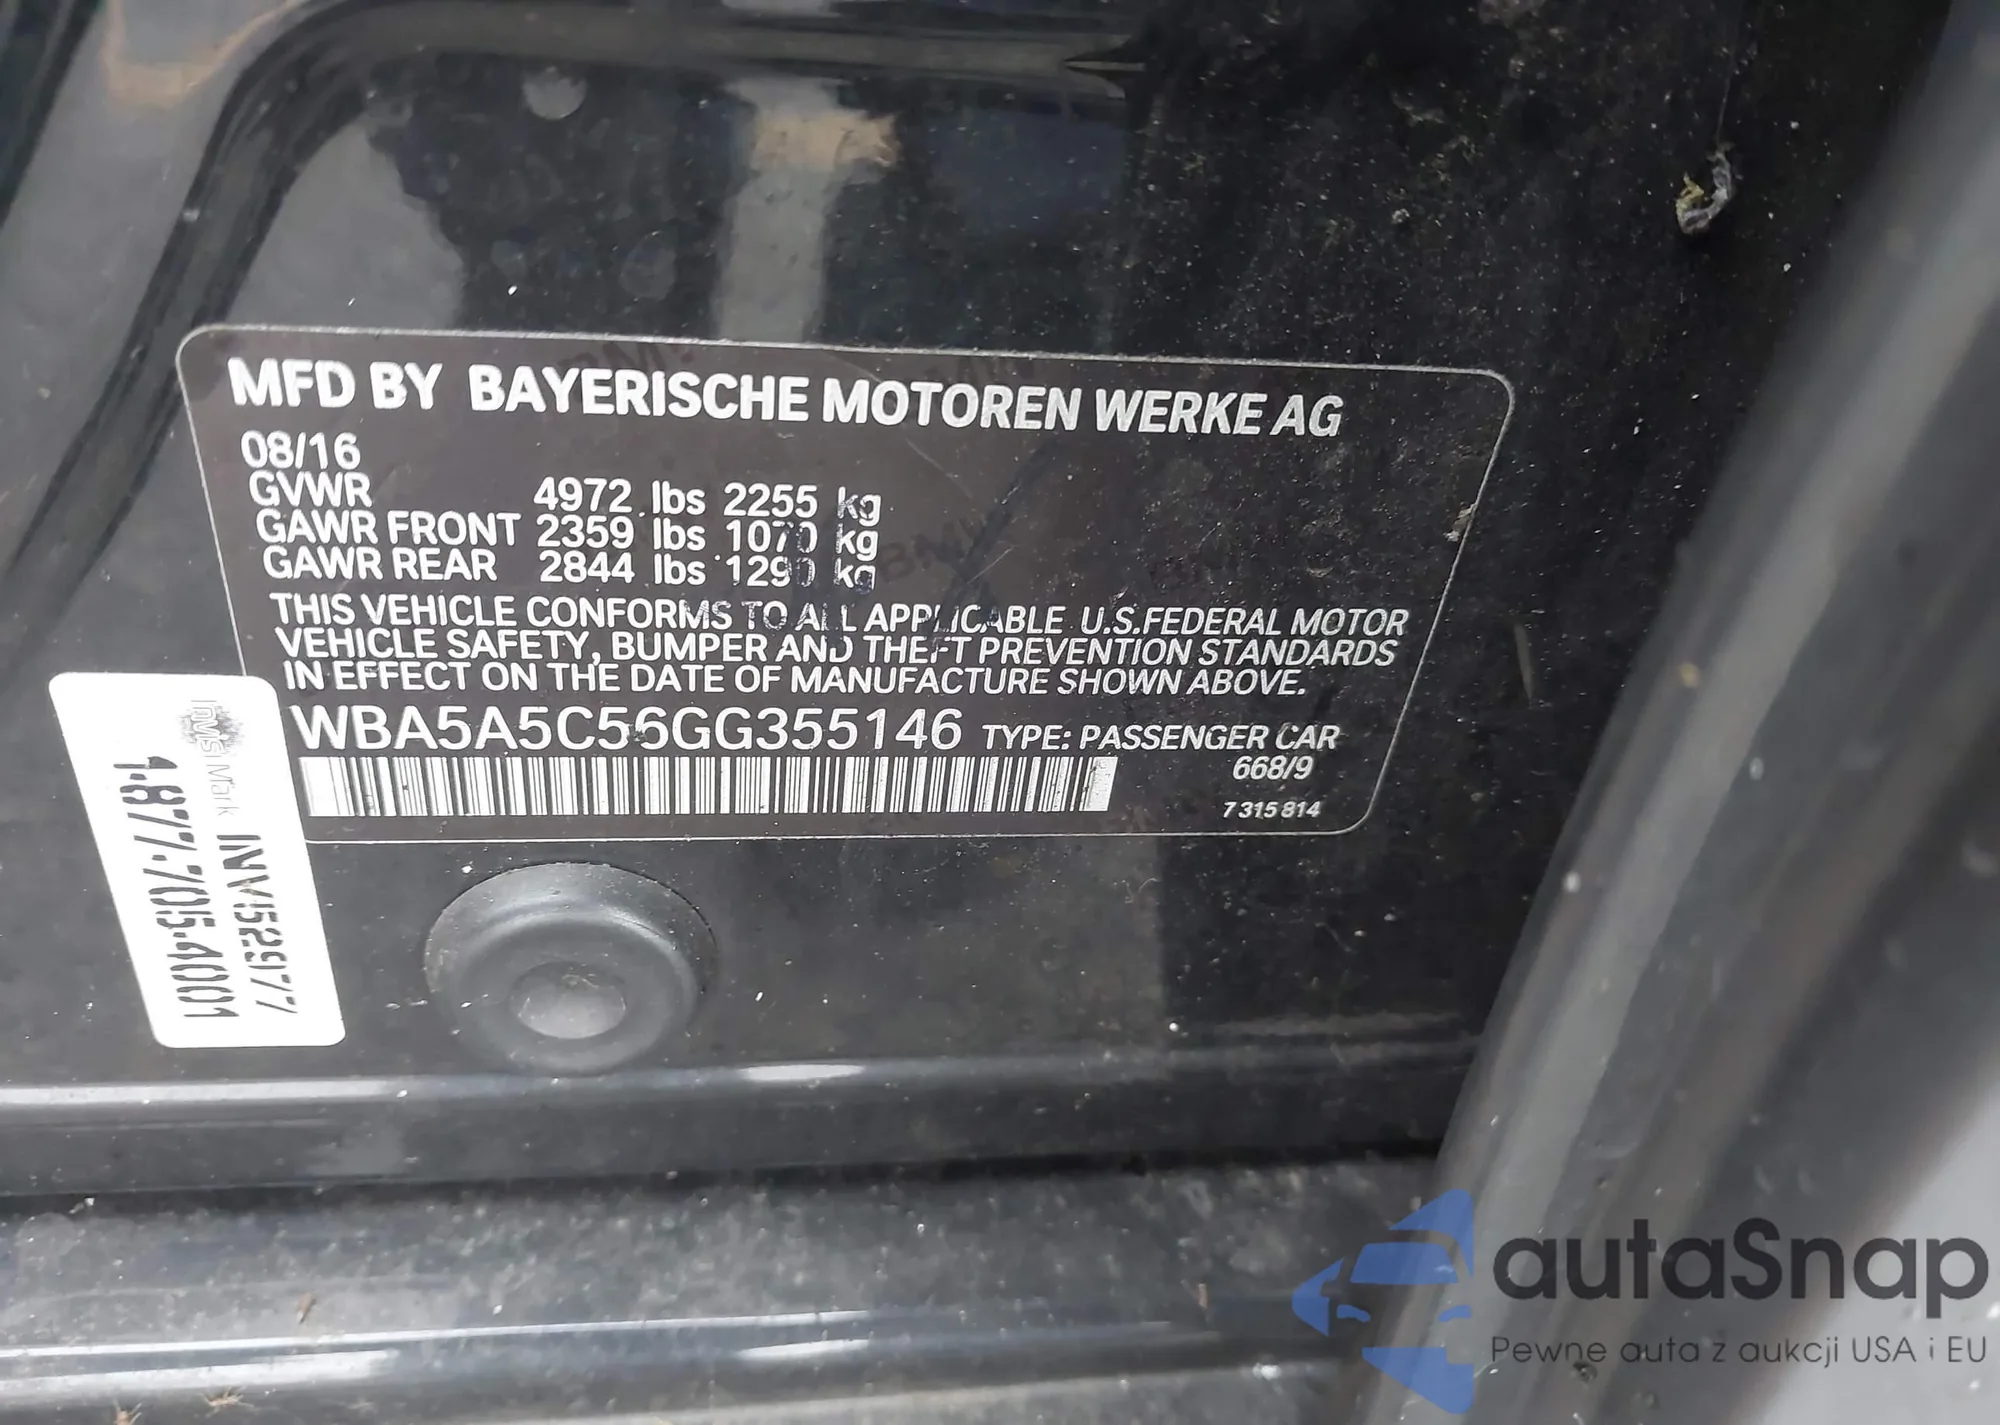 MFD BY BAYERISCHE MOTOREN WERKE AG
08/16
GVWR 4972 lbs 2255 kg
GAWR FRONT 2359 lbs 1070 kg
GAWR REAR 2844 lbs 1290 kg
THIS VEHICLE CONFORMS TO ALL APPLICABLE U.S.FEDERAL MOTOR
VEHICLE SAFETY, BUMPER AND THEFT PREVENTION STANDARDS
IN EFFECT ON THE DATE OF MANUFACTURE SHOWN ABOVE.
WBA5A5C56GG355146 TYPE: PASSENGER CAR
668/9
7 315 814
INV529777
1·877·705·4001
autaSnap
Pewne auta z aukcji USA i EU